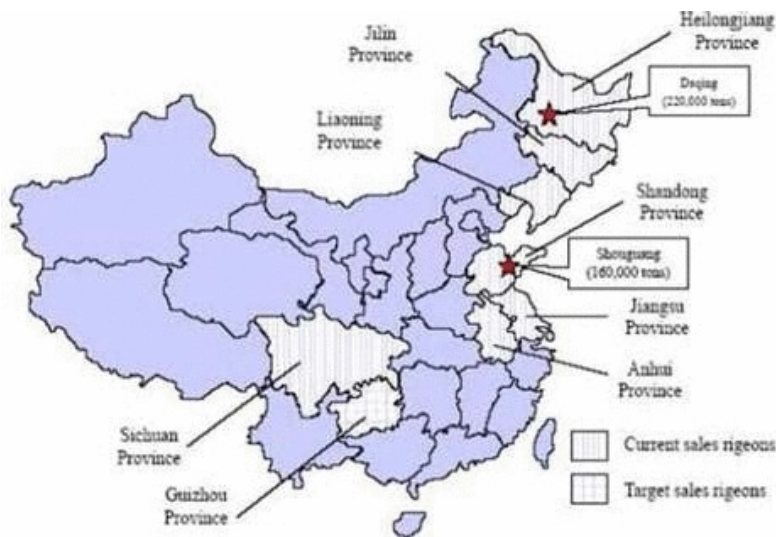 Heilongjiang
Province
Jilin
Province
Daqing
(220,000 tons)
Liaoning
Province
Shandong
Province
Shouguang
(160,000 tons)
Jiangsu
Province
Anhui
Province
Sichuan
Province
Guizhou
Province
Current sales rigeons
Target sales rigeons